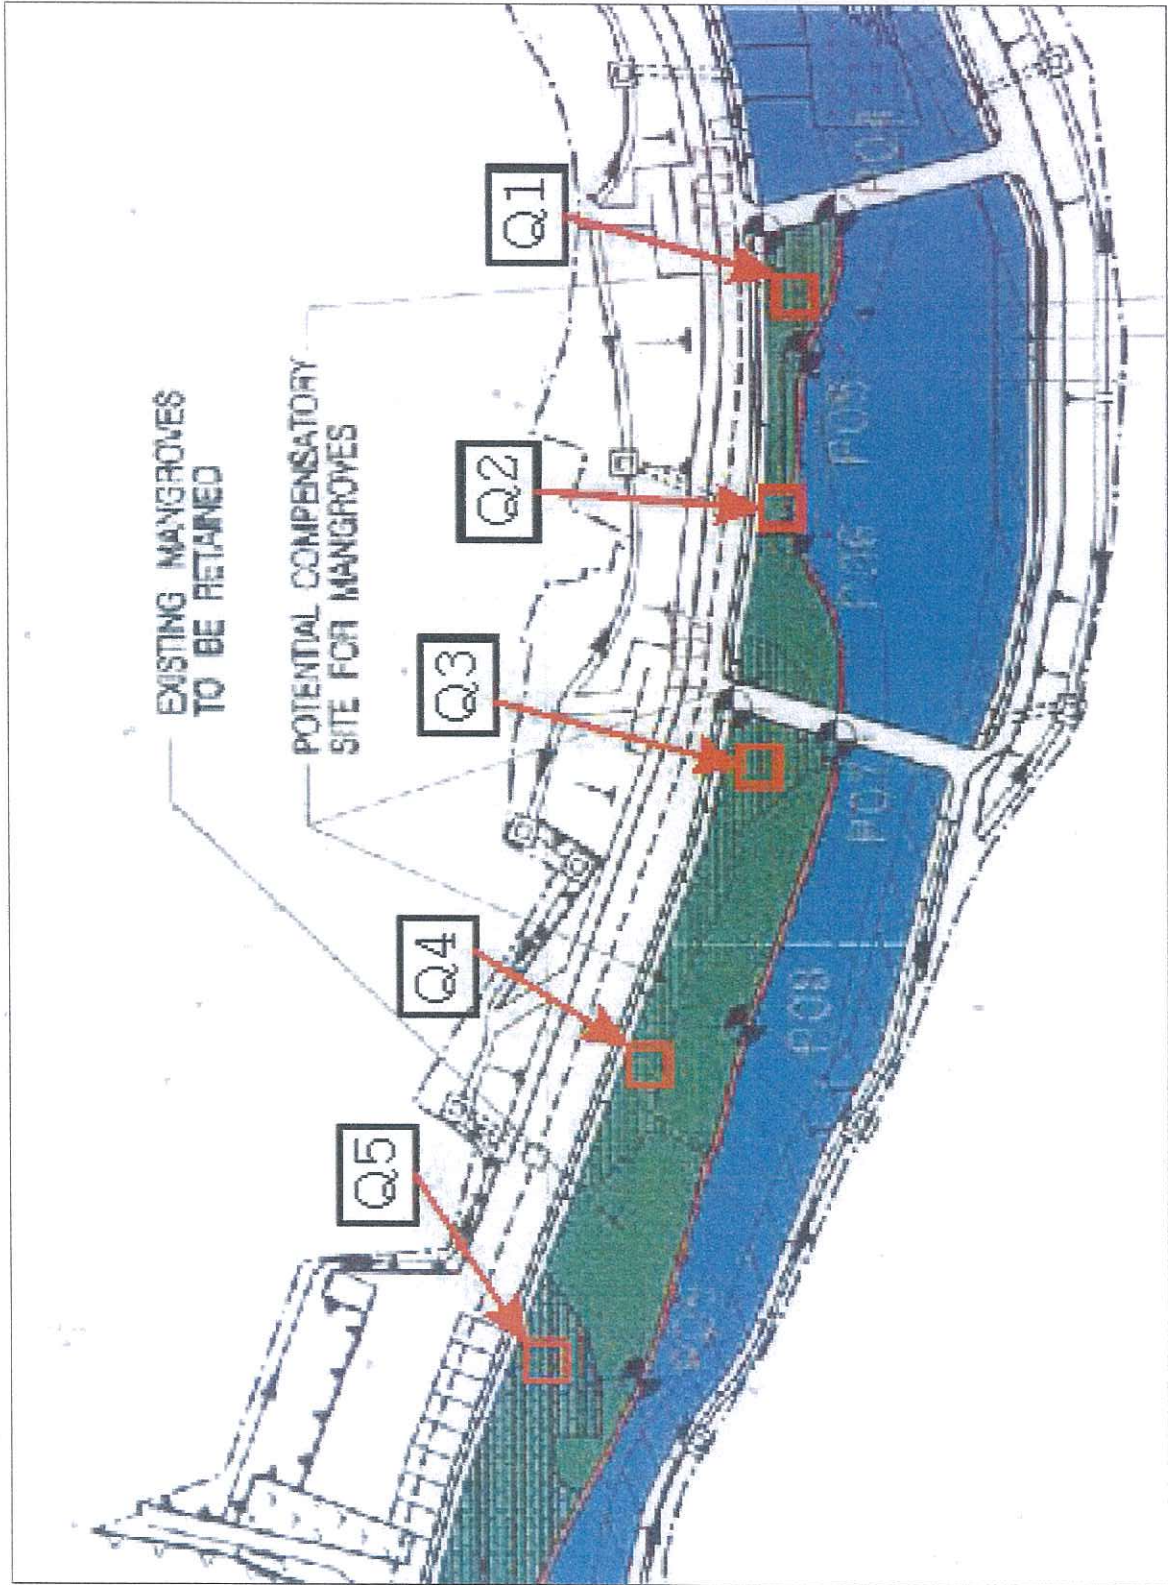 EXISTING MANGROVES
TO BE RETAINED
POTENTIAL COMPENSATORY
SITE FOR MANGROVES
Q5
Q4
Q3
Q2
Q1
P08
P07
P06
P05
P04